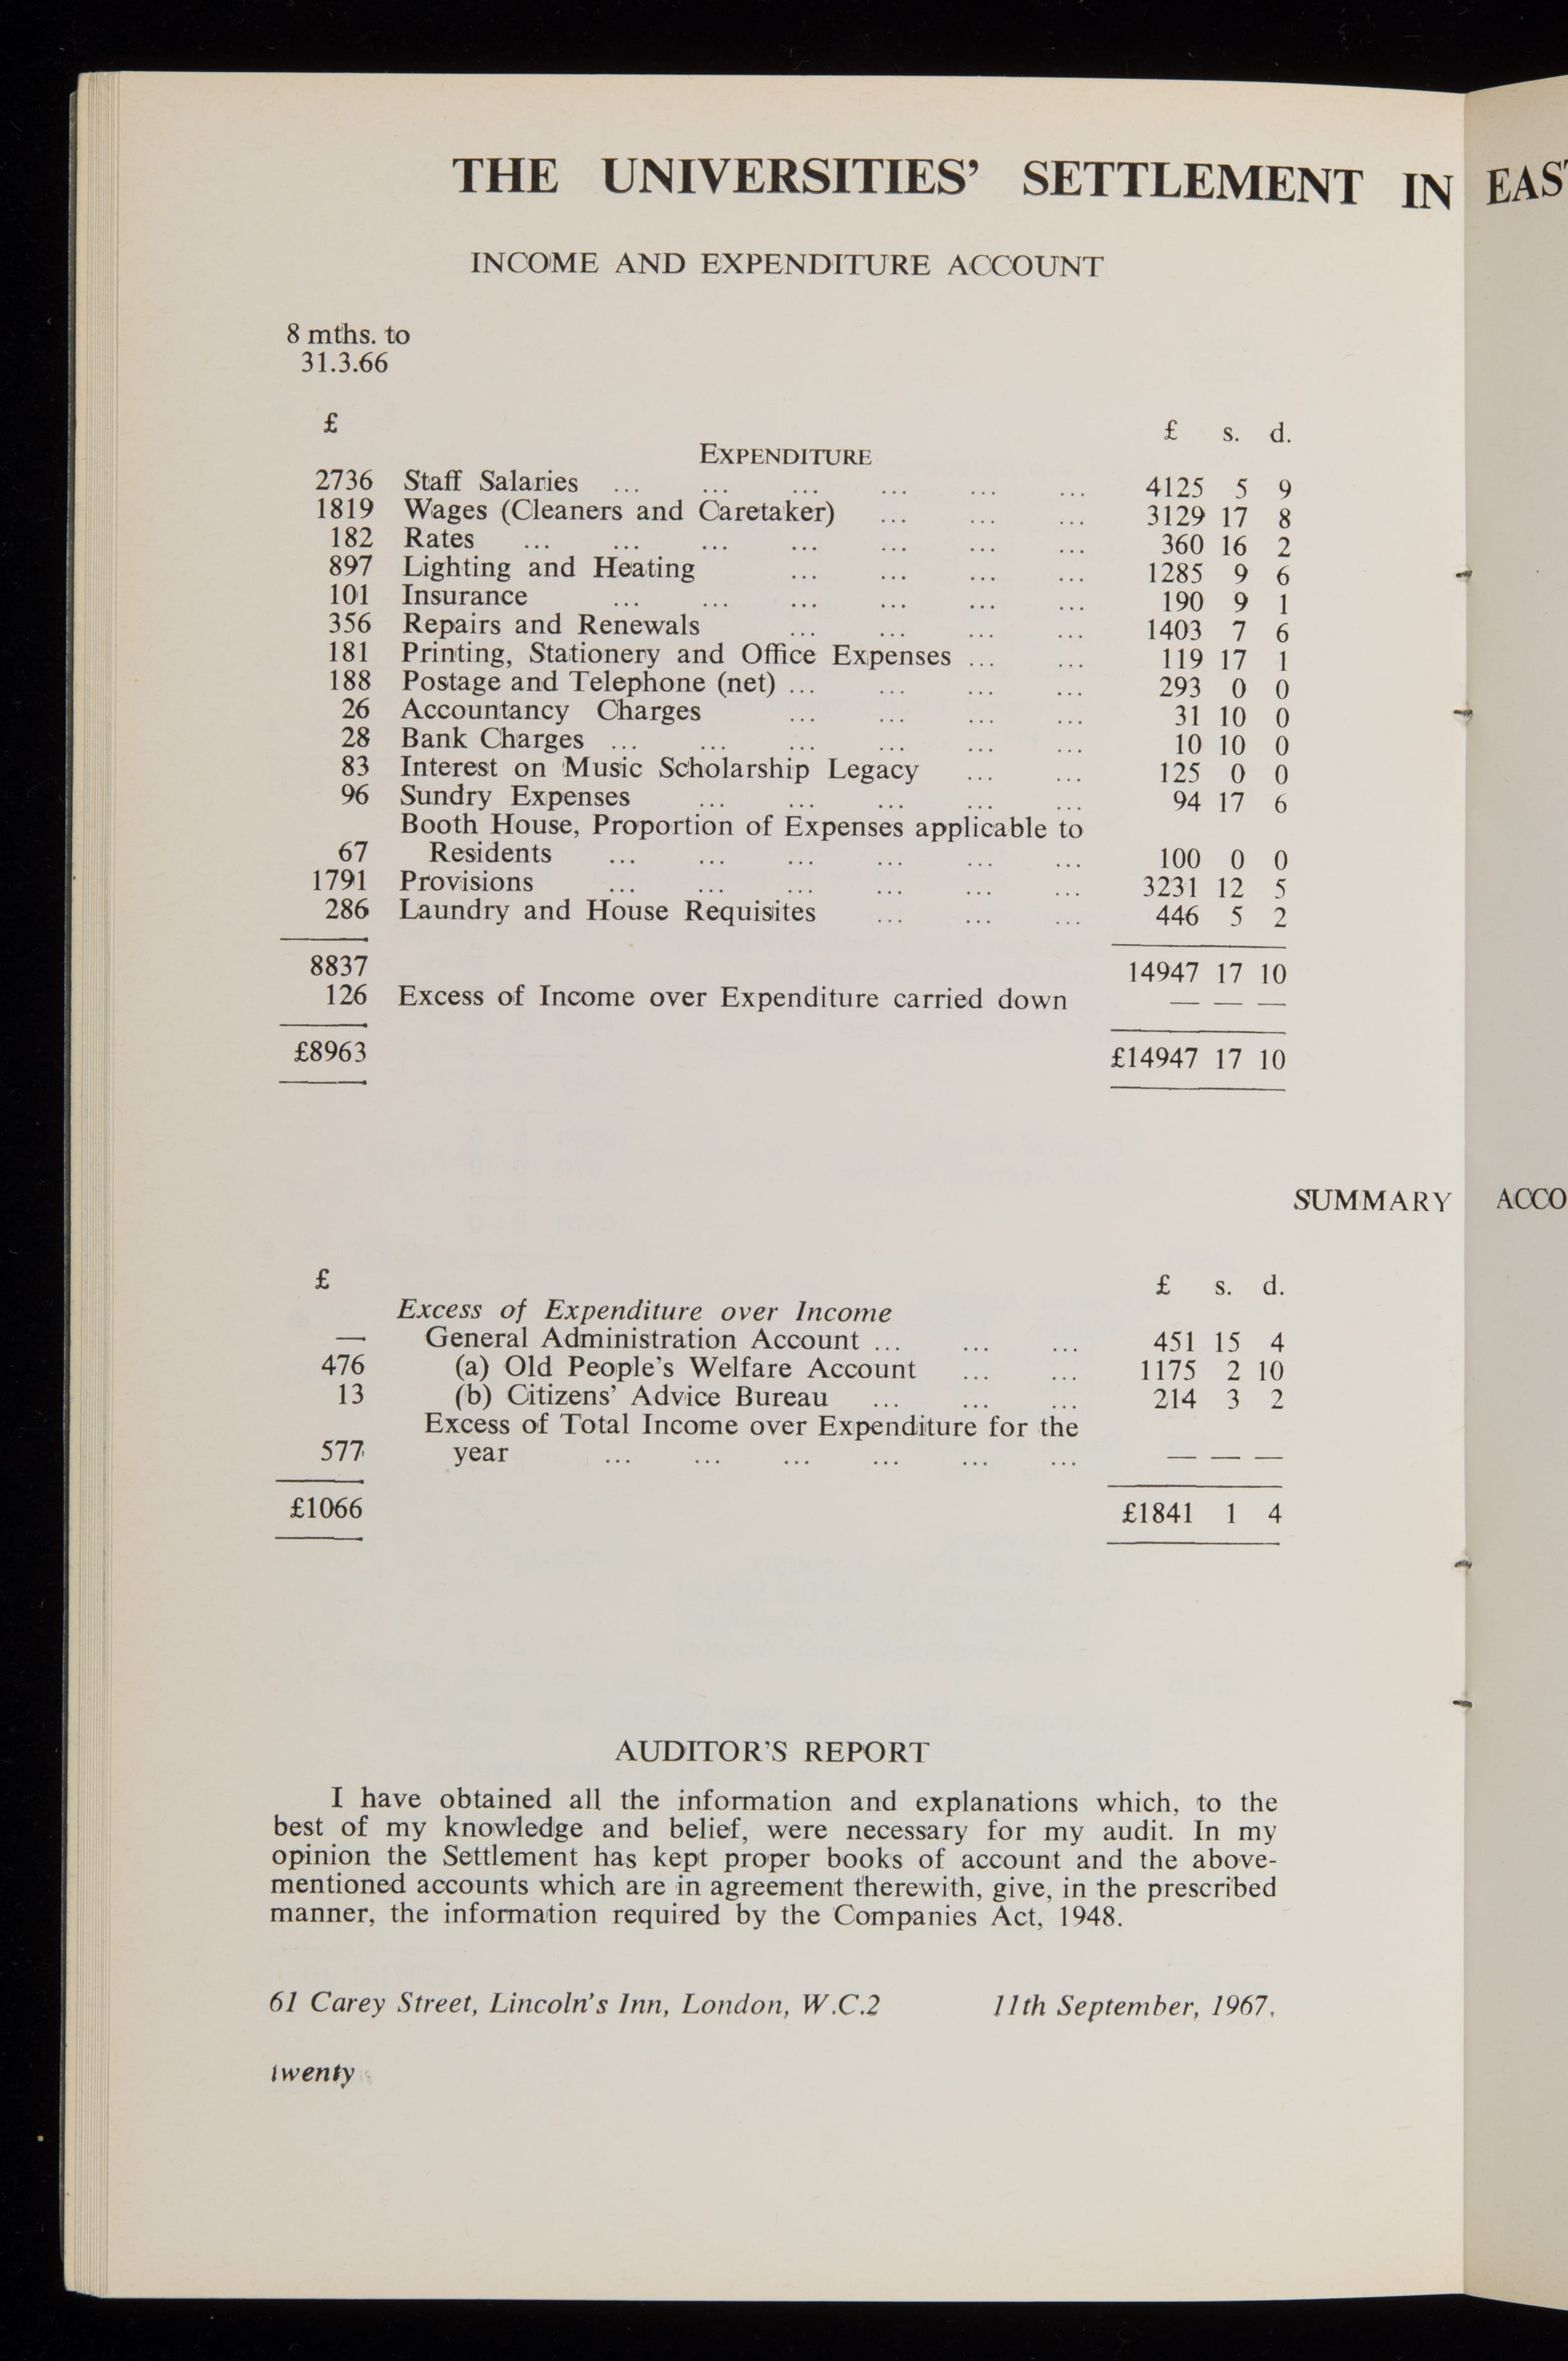 THE UNIVERSITIES' SETTLEMENT IN EAS
INCOME AND EXPENDITURE ACCOUNT
8 mths. to
31.3.66
£ £ s. d.
EXPENDITURE
2736 Staff Salaries ... ... ... ... ... ... 4125 5 9
1819 Wages (Cleaners and Caretaker) ... ... ... 3129 17 8
182 Rates ... ... ... ... ... ... ... 360 16 2
897 Lighting and Heating ... ... ... ... 1285 9 6
101 Insurance ... ... ... ... ... ... 190 9 1
356 Repairs and Renewals ... ... ... ... 1403 7 6
181 Printing, Stationery and Office Expenses ... ... 119 17 1
188 Postage and Telephone (net) ... ... ... ... 293 0 0
26 Accountancy Charges ... ... ... ... 31 10 0
28 Bank Charges ... ... ... ... ... ... 10 10 0
83 Interest on Music Scholarship Legacy ... ... 125 0 0
96 Sundry Expenses ... ... ... ... ... 94 17 6
Booth House, Proportion of Expenses applicable to
67 Residents ... ... ... ... ... ... 100 0 0
1791 Provisions ... ... ... ... ... ... 3231 12 5
286 Laundry and House Requisites ... ... ... 446 5 2
8837 14947 17 10
126 Excess of Income over Expenditure carried down — — —
£8963 £14947 17 10
SUMMARY ACCO
£ £ s. d.
Excess of Expenditure over Income
— General Administration Account ... ... ... 451 15 4
476 (a) Old People's Welfare Account ... ... 1175 2 10
13 (b) Citizens' Advice Bureau ... ... ... 214 3 2
Excess of Total Income over Expenditure for the
577 year ... ... ... ... ... ... — — —
£1066 £1841 1 4
AUDITOR'S REPORT
I have obtained all the information and explanations which, to the
best of my knowledge and belief, were necessary for my audit. In my
opinion the Settlement has kept proper books of account and the above-
mentioned accounts which are in agreement therewith, give, in the prescribed
manner, the information required by the Companies Act, 1948.
61 Carey Street, Lincoln's Inn, London, W.C.2 11th September, 1967.
twenty